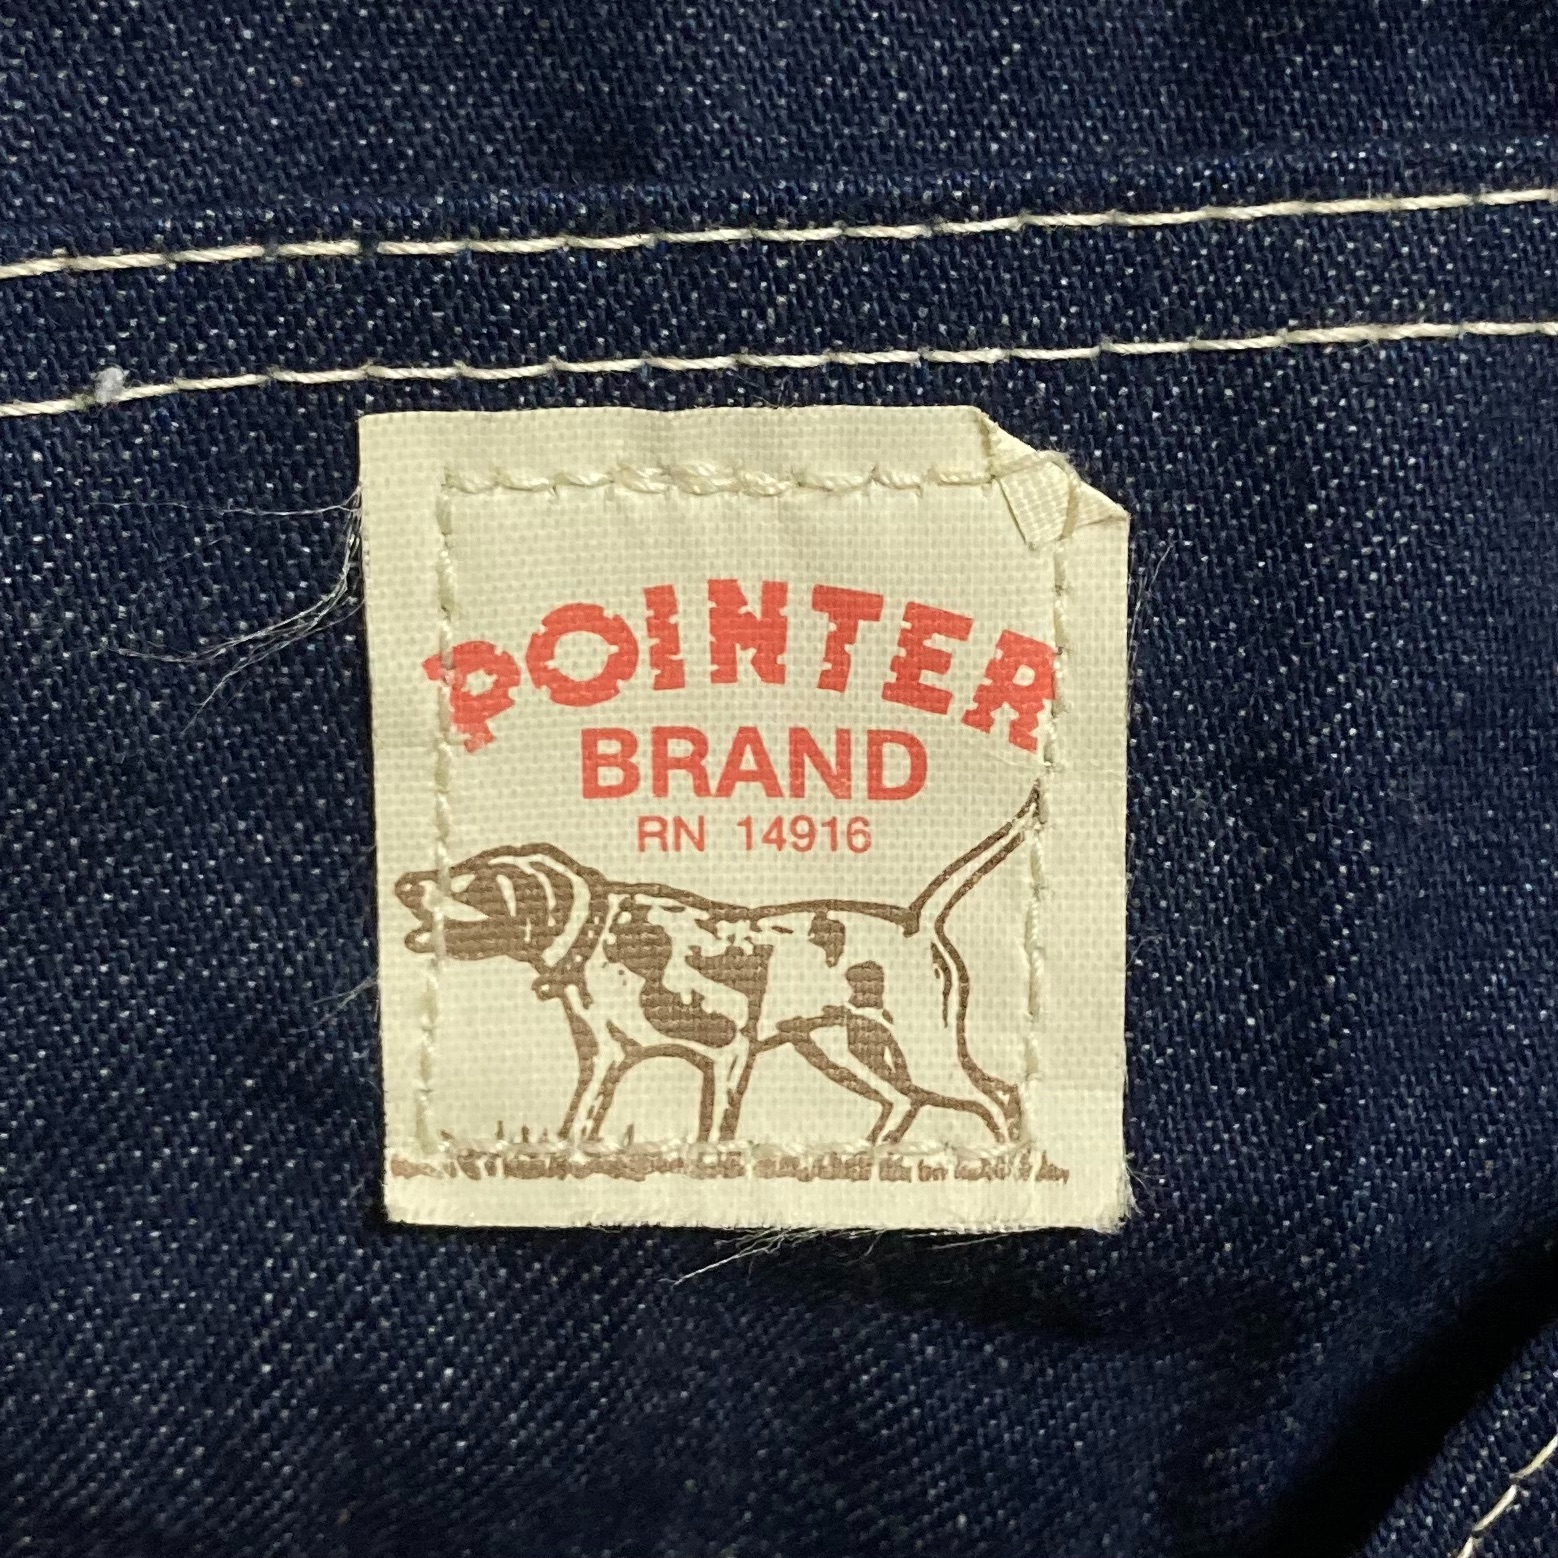 POINTER
BRAND
RN 14916